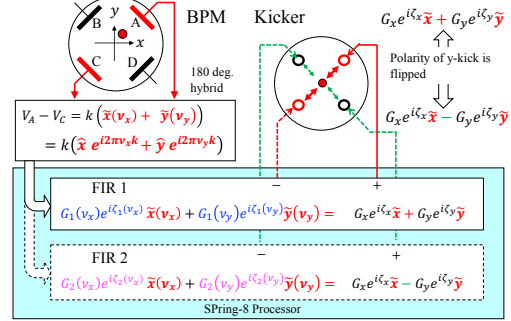 BPM Kicker
B y A
x
C D
180 deg.
hybrid
V_A − V_C = k(x̃(ν_x) + ỹ(ν_y))
= k(x̂ e^{i2πν_x k} + ŷ e^{i2πν_y k})
G_x e^{iζ_x} x̃ + G_y e^{iζ_y} ỹ
Polarity of y-kick is
flipped
G_x e^{iζ_x} x̃ − G_y e^{iζ_y} ỹ
FIR 1 − +
G_1(ν_x)e^{iζ_1(ν_x)} x̃(ν_x) + G_1(ν_y)e^{iζ_1(ν_y)} ỹ(ν_y) = G_x e^{iζ_x} x̃ + G_y e^{iζ_y} ỹ
FIR 2 − +
G_2(ν_x)e^{iζ_2(ν_x)} x̃(ν_x) + G_2(ν_y)e^{iζ_2(ν_y)} ỹ(ν_y) = G_x e^{iζ_x} x̃ − G_y e^{iζ_y} ỹ
SPring-8 Processor